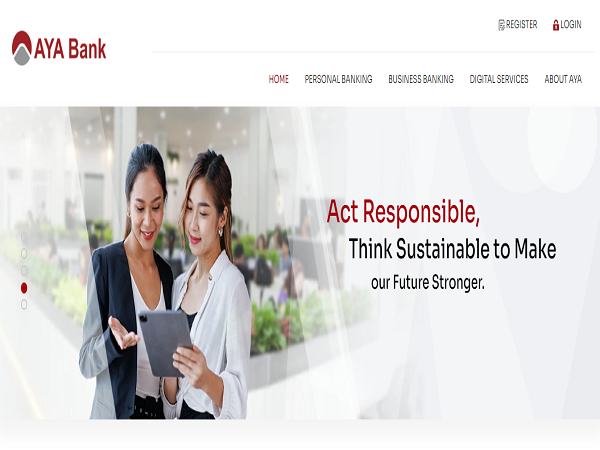 REGISTER LOGIN
AYA Bank
HOME PERSONAL BANKING BUSINESS BANKING DIGITAL SERVICES ABOUT AYA
Act Responsible,
Think Sustainable to Make
our Future Stronger.